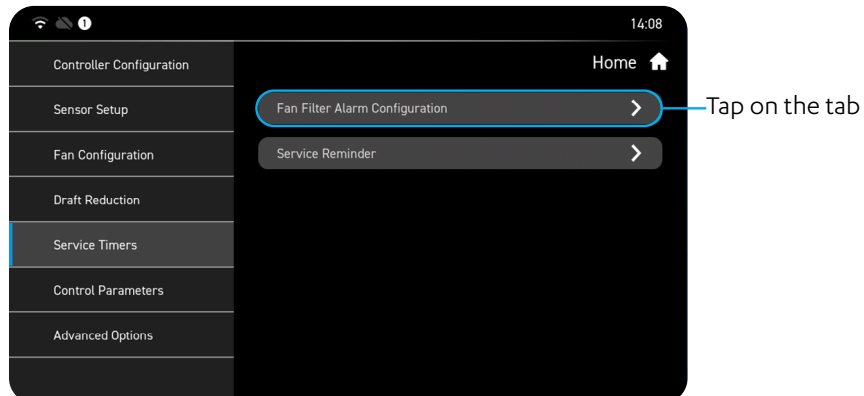 1
14:08
Controller Configuration
Home
Sensor Setup
Fan Filter Alarm Configuration
Tap on the tab
Fan Configuration
Service Reminder
Draft Reduction
Service Timers
Control Parameters
Advanced Options